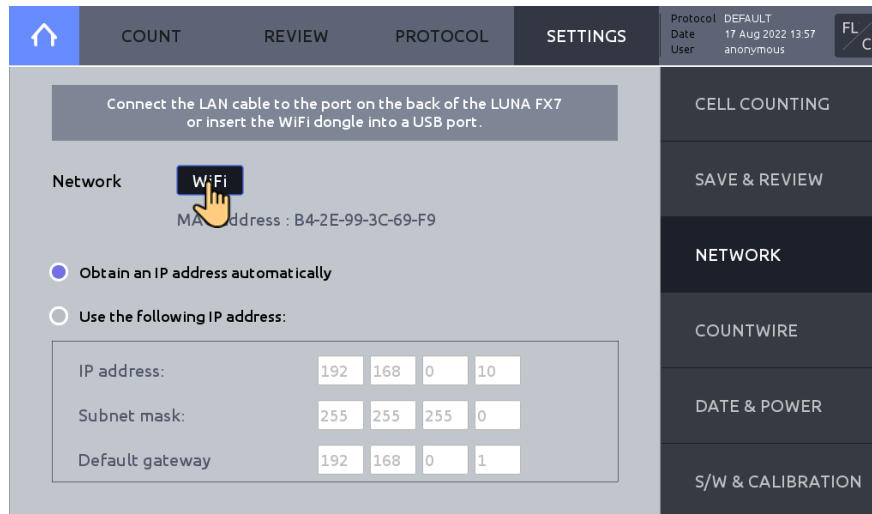 COUNT
REVIEW
PROTOCOL
SETTINGS
Protocol DEFAULT
Date 17 Aug 2022 13:57
User anonymous
FL
Connect the LAN cable to the port on the back of the LUNA FX7
or insert the WiFi dongle into a USB port.
Network WiFi
address : B4-2E-99-3C-69-F9
Obtain an IP address automatically
Use the following IP address:
IP address: 192 168 0 10
Subnet mask: 255 255 255 0
Default gateway 192 168 0 1
CELL COUNTING
SAVE & REVIEW
NETWORK
COUNTWIRE
DATE & POWER
S/W & CALIBRATION